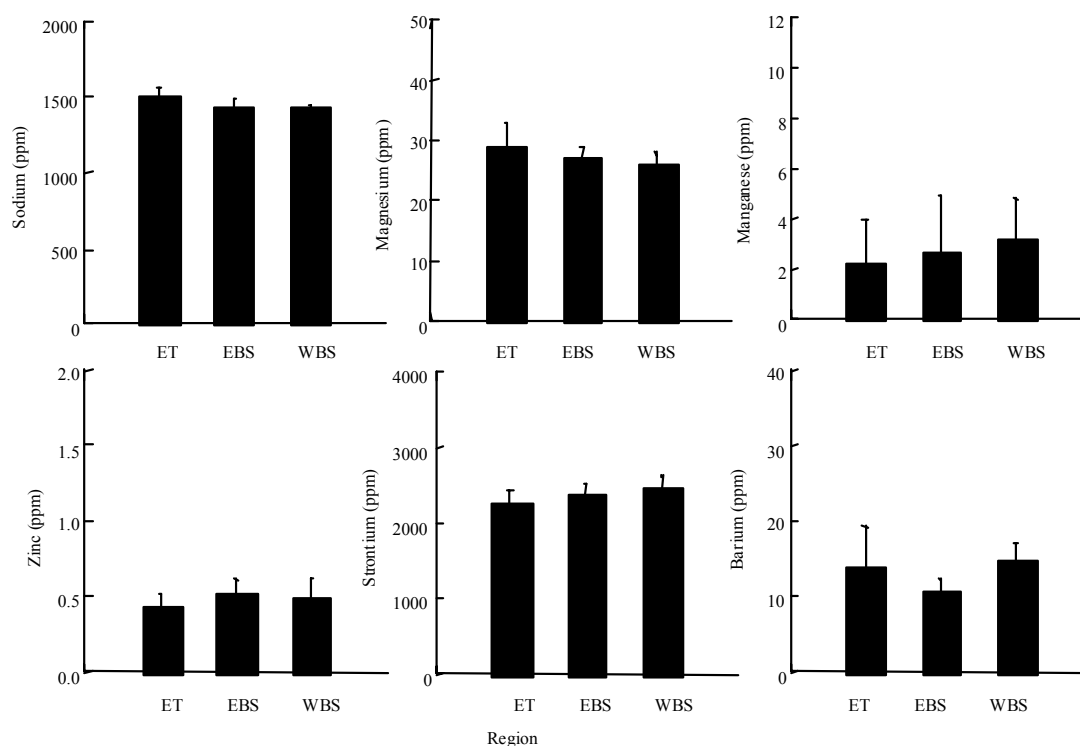 2000
1500
1000
500
0
Sodium (ppm)
ET EBS WBS
50
40
30
20
10
0
Magnesium (ppm)
ET EBS WBS
12
10
8
6
4
2
0
Manganese (ppm)
ET EBS WBS
2.0
1.5
1.0
0.5
0.0
Zinc (ppm)
ET EBS WBS
4000
3000
2000
1000
0
Strontium (ppm)
ET EBS WBS
40
30
20
10
0
Barium (ppm)
ET EBS WBS
Region